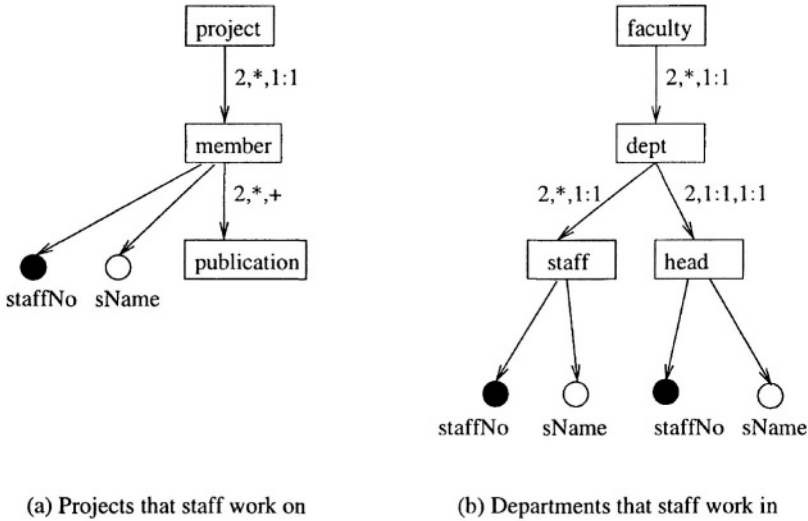 project
2,*,1:1
member
2,*,+
publication
staffNo sName
(a) Projects that staff work on
faculty
2,*,1:1
dept
2,*,1:1 2,1:1,1:1
staff head
staffNo sName staffNo sName
(b) Departments that staff work in